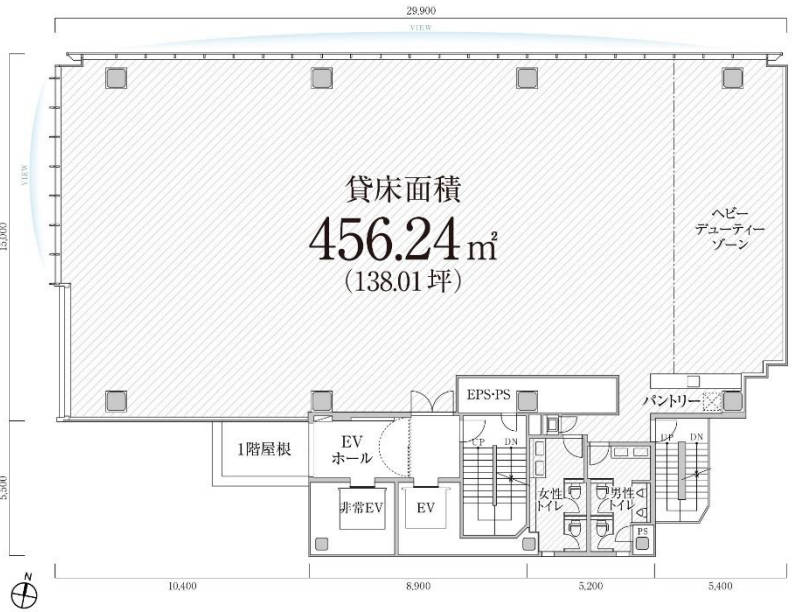 29,900
VIEW
VIEW
15,000
貸床面積
456.24㎡
(138.01坪)
ヘビー
デューティー
ゾーン
EPS・PS
パントリー
1階屋根
EV
ホール
UP
DN
UP
DN
5,500
非常EV
EV
女性
トイレ
男性
トイレ
PS
N
10,400
8,900
5,200
5,400